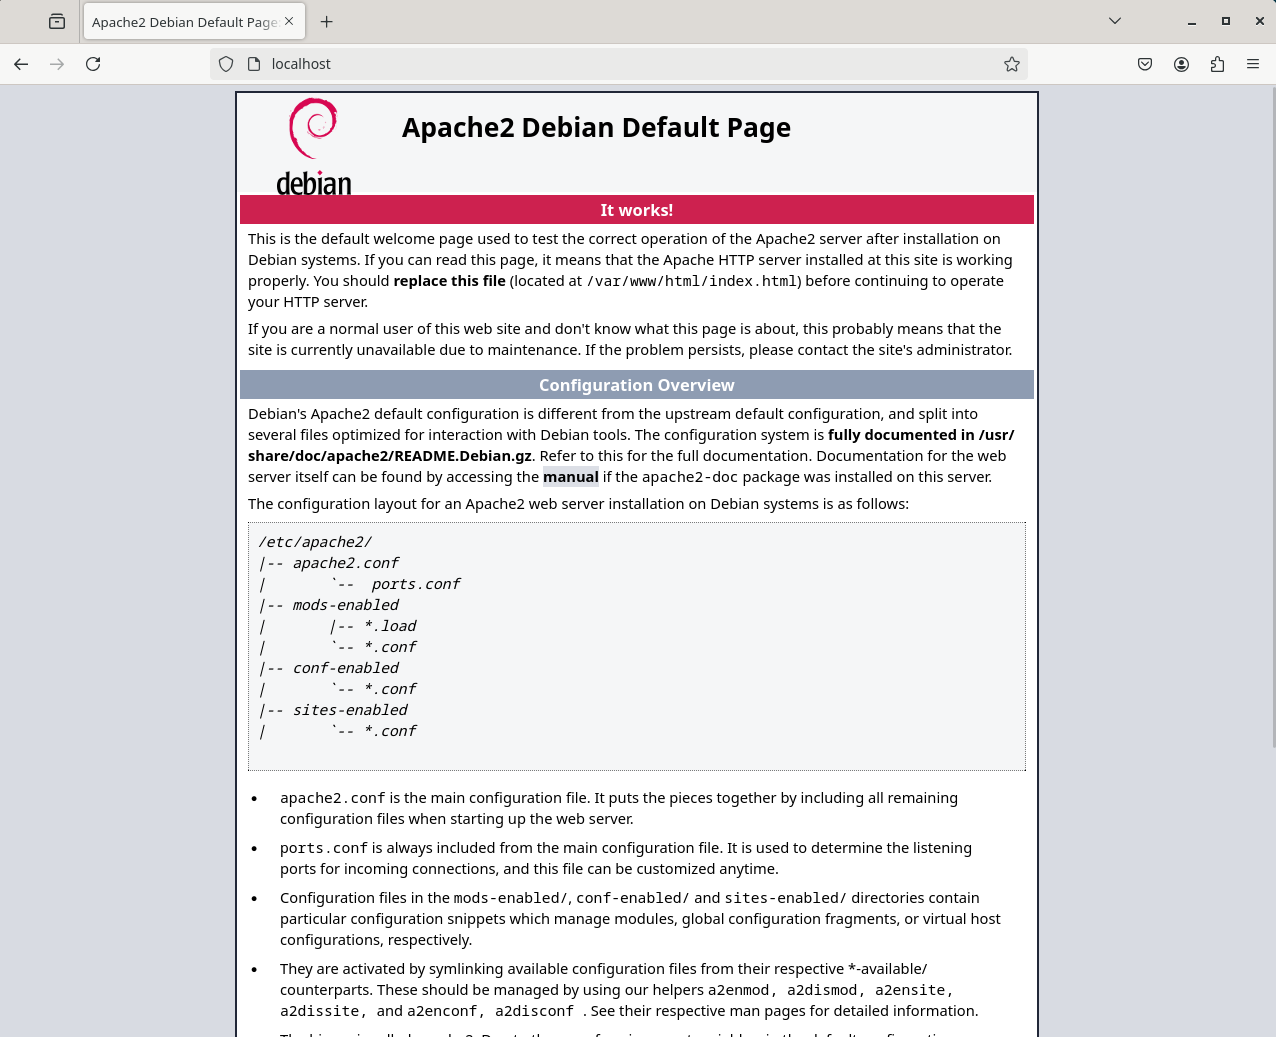 Apache2 Debian Default Page
localhost
debian
Apache2 Debian Default Page
It works!
This is the default welcome page used to test the correct operation of the Apache2 server after installation on
Debian systems. If you can read this page, it means that the Apache HTTP server installed at this site is working
properly. You should replace this file (located at /var/www/html/index.html) before continuing to operate
your HTTP server.
If you are a normal user of this web site and don't know what this page is about, this probably means that the
site is currently unavailable due to maintenance. If the problem persists, please contact the site's administrator.
Configuration Overview
Debian's Apache2 default configuration is different from the upstream default configuration, and split into
several files optimized for interaction with Debian tools. The configuration system is fully documented in /usr/
share/doc/apache2/README.Debian.gz. Refer to this for the full documentation. Documentation for the web
server itself can be found by accessing the manual if the apache2-doc package was installed on this server.
The configuration layout for an Apache2 web server installation on Debian systems is as follows:
/etc/apache2/
|-- apache2.conf
|       `--  ports.conf
|-- mods-enabled
|       |-- *.load
|       `-- *.conf
|-- conf-enabled
|       `-- *.conf
|-- sites-enabled
|       `-- *.conf
• apache2.conf is the main configuration file. It puts the pieces together by including all remaining
configuration files when starting up the web server.
• ports.conf is always included from the main configuration file. It is used to determine the listening
ports for incoming connections, and this file can be customized anytime.
• Configuration files in the mods-enabled/, conf-enabled/ and sites-enabled/ directories contain
particular configuration snippets which manage modules, global configuration fragments, or virtual host
configurations, respectively.
• They are activated by symlinking available configuration files from their respective *-available/
counterparts. These should be managed by using our helpers a2enmod, a2dismod, a2ensite,
a2dissite, and a2enconf, a2disconf . See their respective man pages for detailed information.